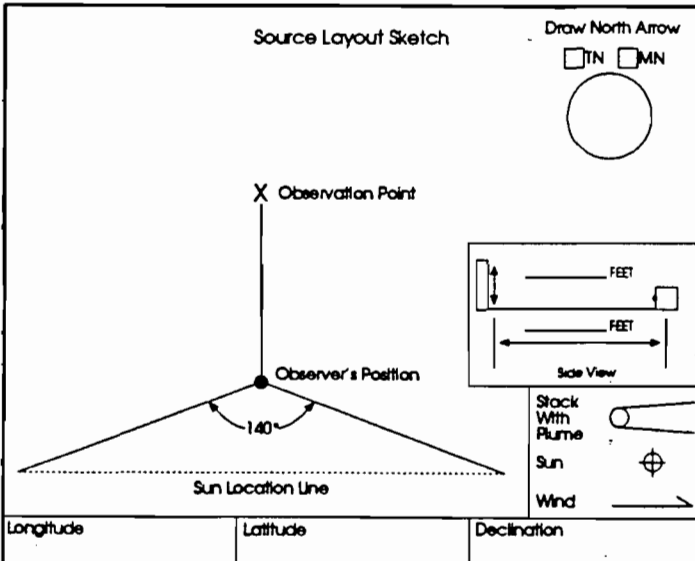 Source Layout Sketch
Draw North Arrow
TN MN
X Observation Point
FEET
FEET
Side View
Observer's Position
140°
Sun Location Line
Stack
With
Plume
Sun
Wind
Longitude
Latitude
Declination